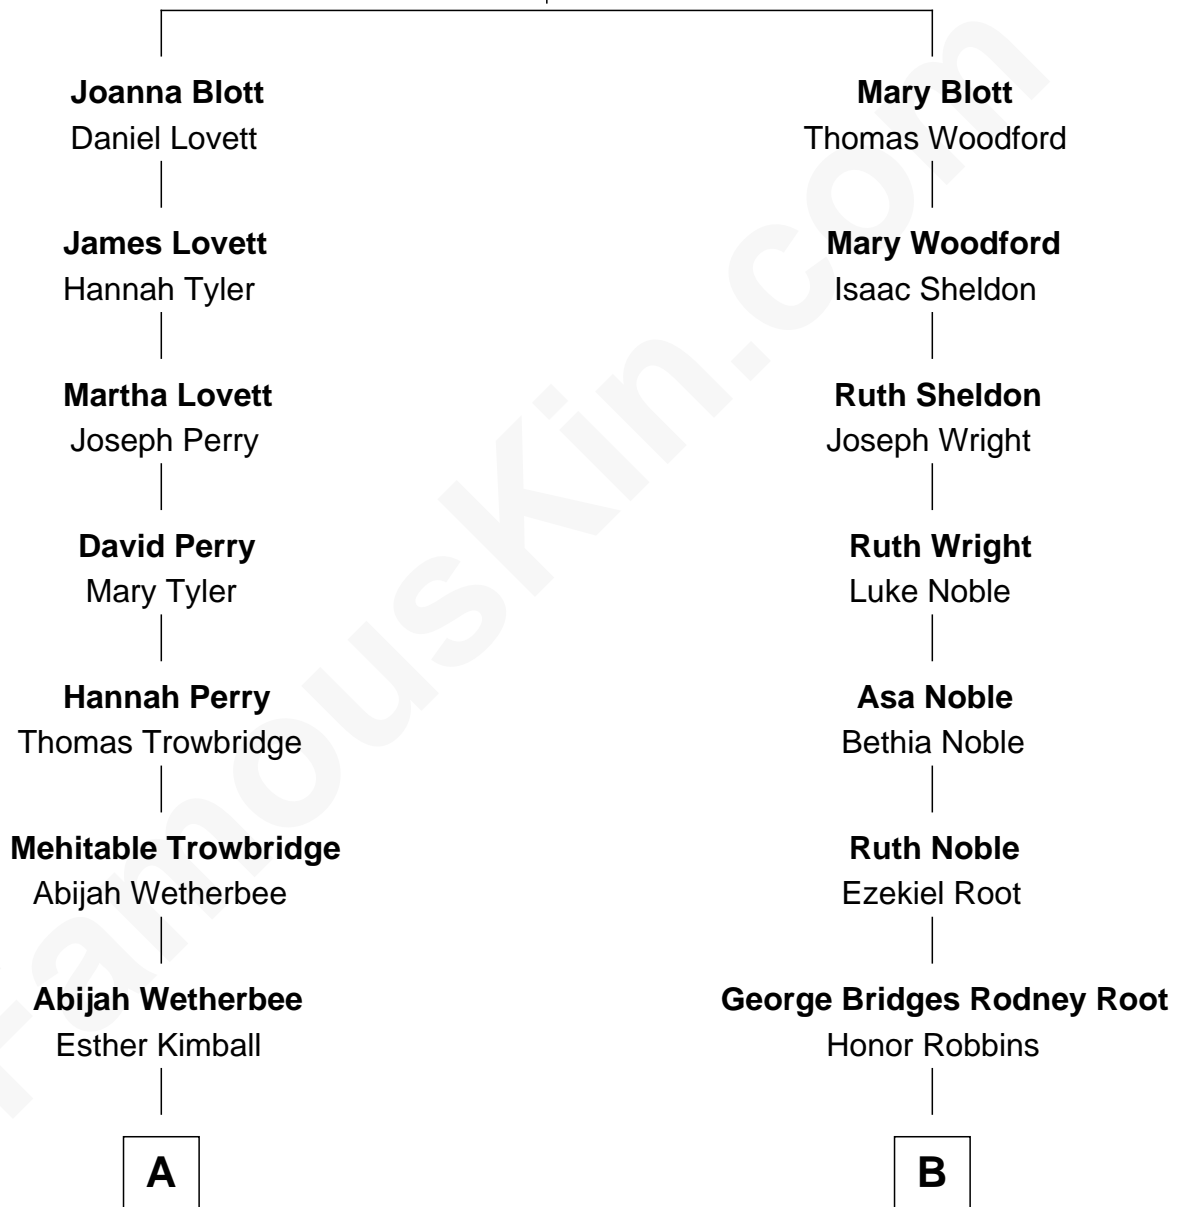 Joanna Blott
Daniel Lovett
James Lovett
Hannah Tyler
Martha Lovett
Joseph Perry
David Perry
Mary Tyler
Hannah Perry
Thomas Trowbridge
Mehitable Trowbridge
Abijah Wetherbee
Abijah Wetherbee
Esther Kimball
A
Mary Blott
Thomas Woodford
Mary Woodford
Isaac Sheldon
Ruth Sheldon
Joseph Wright
Ruth Wright
Luke Noble
Asa Noble
Bethia Noble
Ruth Noble
Ezekiel Root
George Bridges Rodney Root
Honor Robbins
B
FamousKin.com